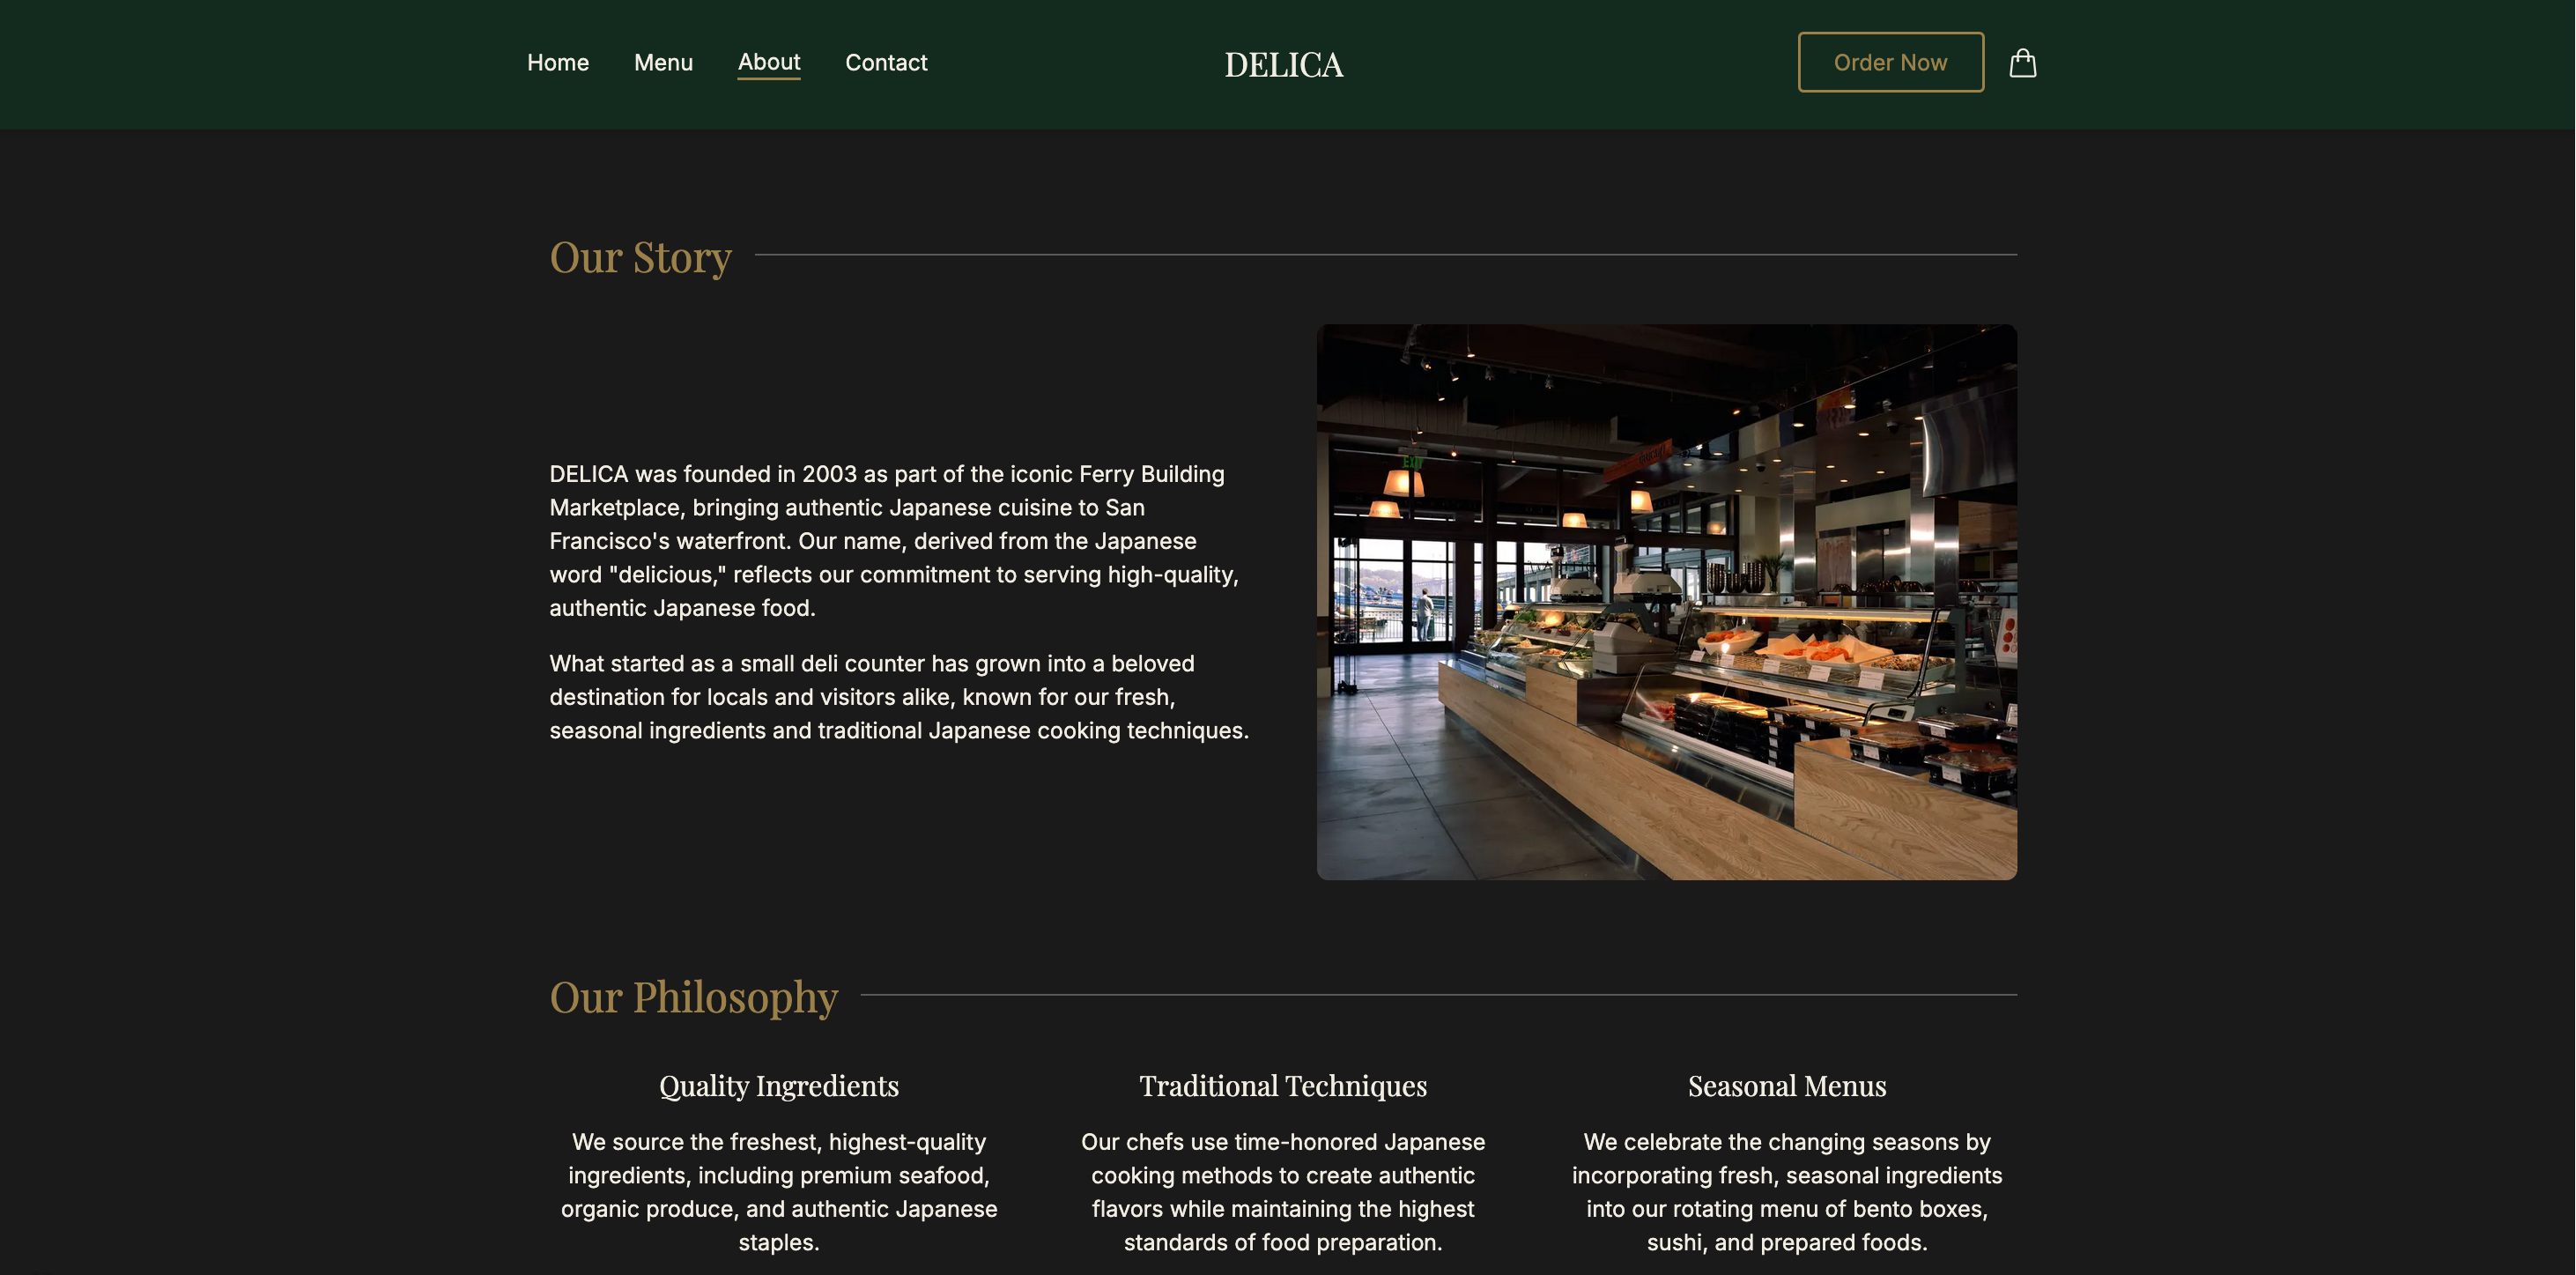 Home Menu About Contact DELICA Order Now
Our Story
DELICA was founded in 2003 as part of the iconic Ferry Building
Marketplace, bringing authentic Japanese cuisine to San
Francisco's waterfront. Our name, derived from the Japanese
word "delicious," reflects our commitment to serving high-quality,
authentic Japanese food.
What started as a small deli counter has grown into a beloved
destination for locals and visitors alike, known for our fresh,
seasonal ingredients and traditional Japanese cooking techniques.
EXIT
Our Philosophy
Quality Ingredients
We source the freshest, highest-quality
ingredients, including premium seafood,
organic produce, and authentic Japanese
staples.
Traditional Techniques
Our chefs use time-honored Japanese
cooking methods to create authentic
flavors while maintaining the highest
standards of food preparation.
Seasonal Menus
We celebrate the changing seasons by
incorporating fresh, seasonal ingredients
into our rotating menu of bento boxes,
sushi, and prepared foods.